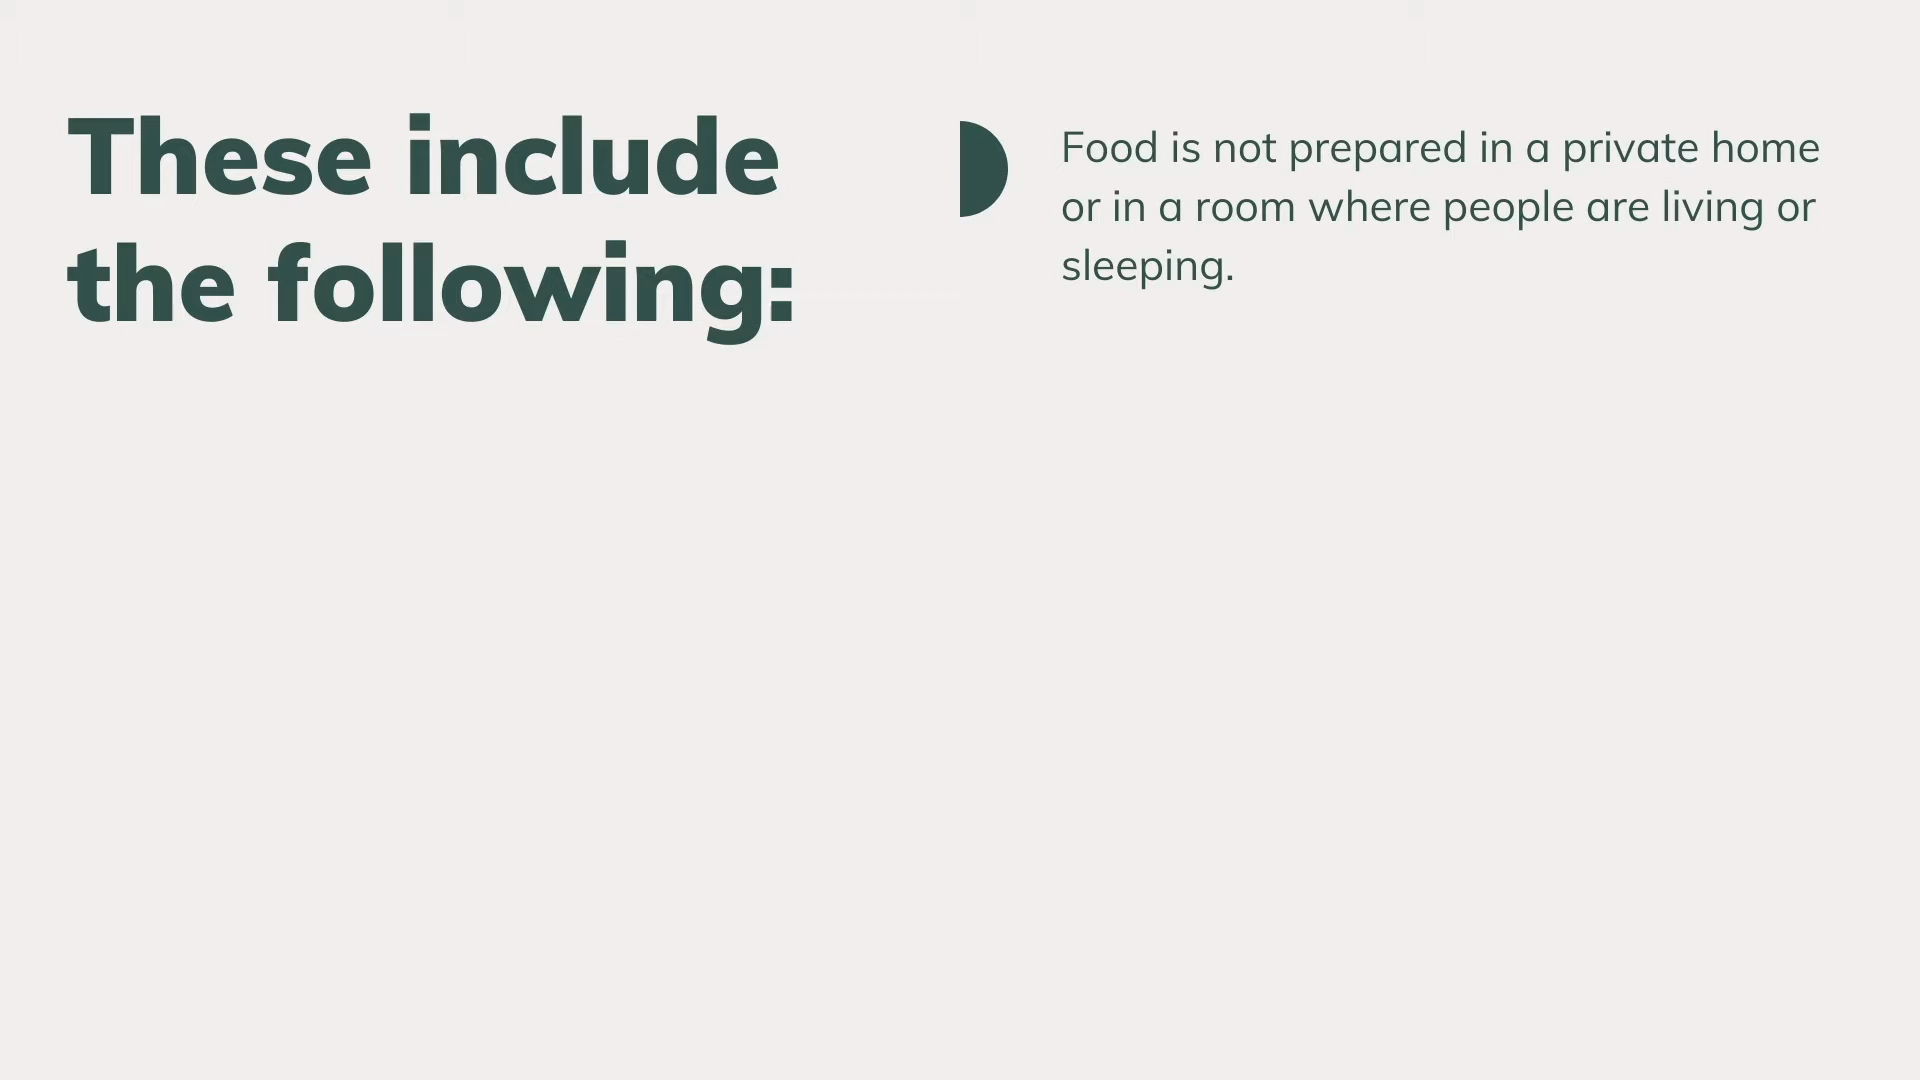 These include
the following:
Food is not prepared in a private home
or in a room where people are living or
sleeping.